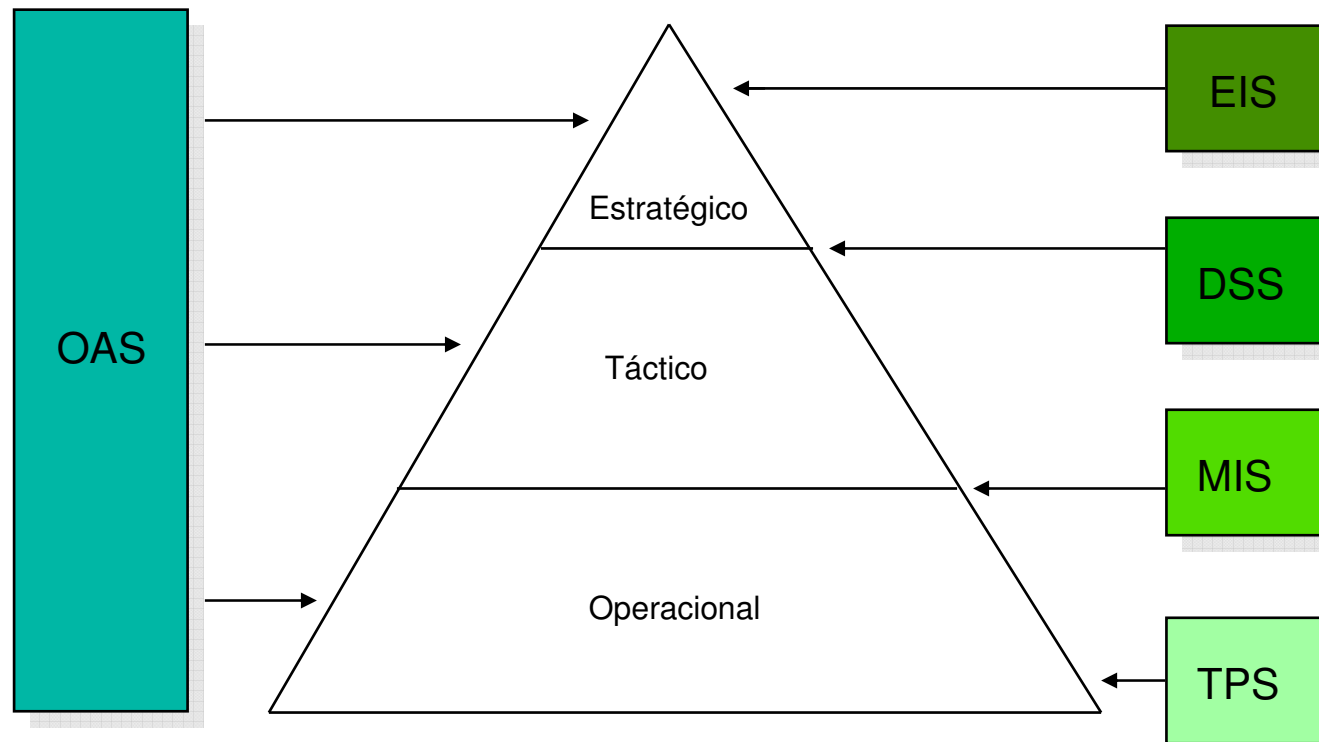 OAS
Estratégico
Táctico
Operacional
EIS
DSS
MIS
TPS